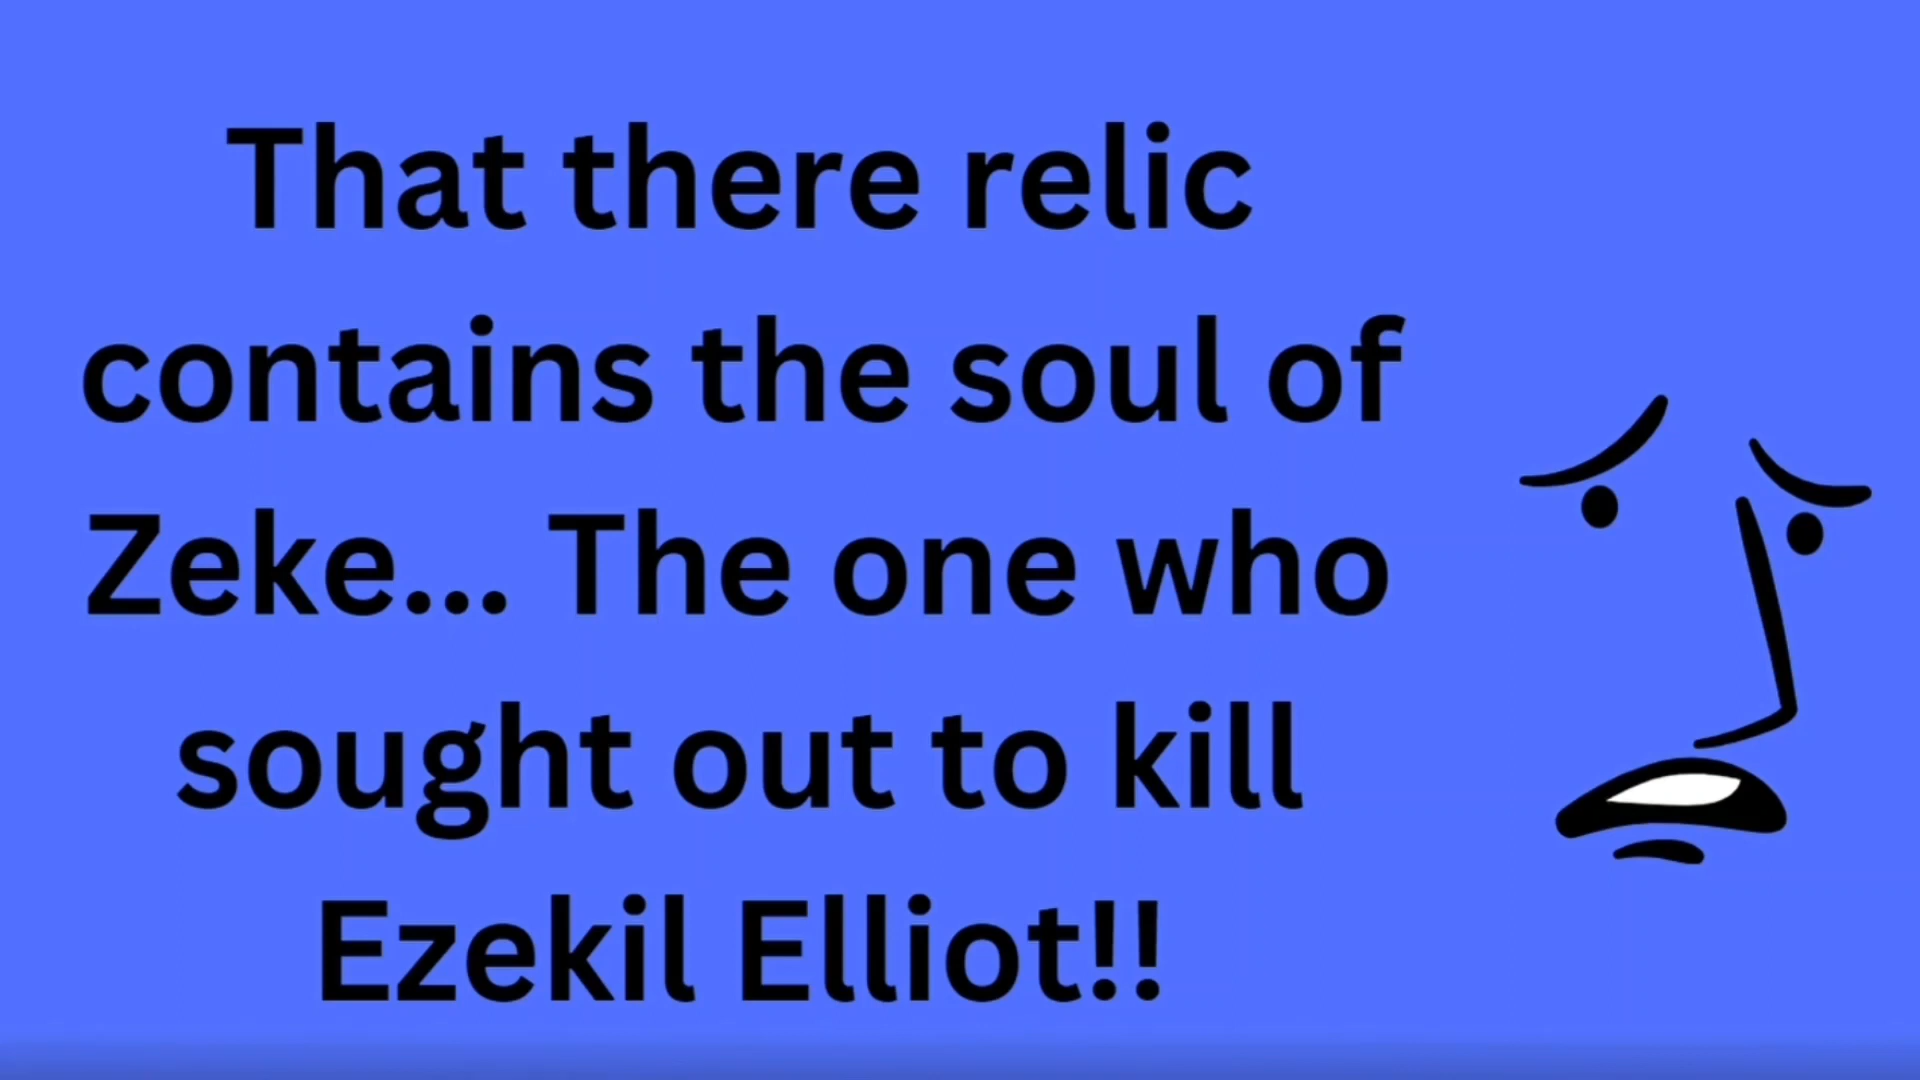 That there relic
contains the soul of
Zeke... The one who
sought out to kill
Ezekil Elliot!!